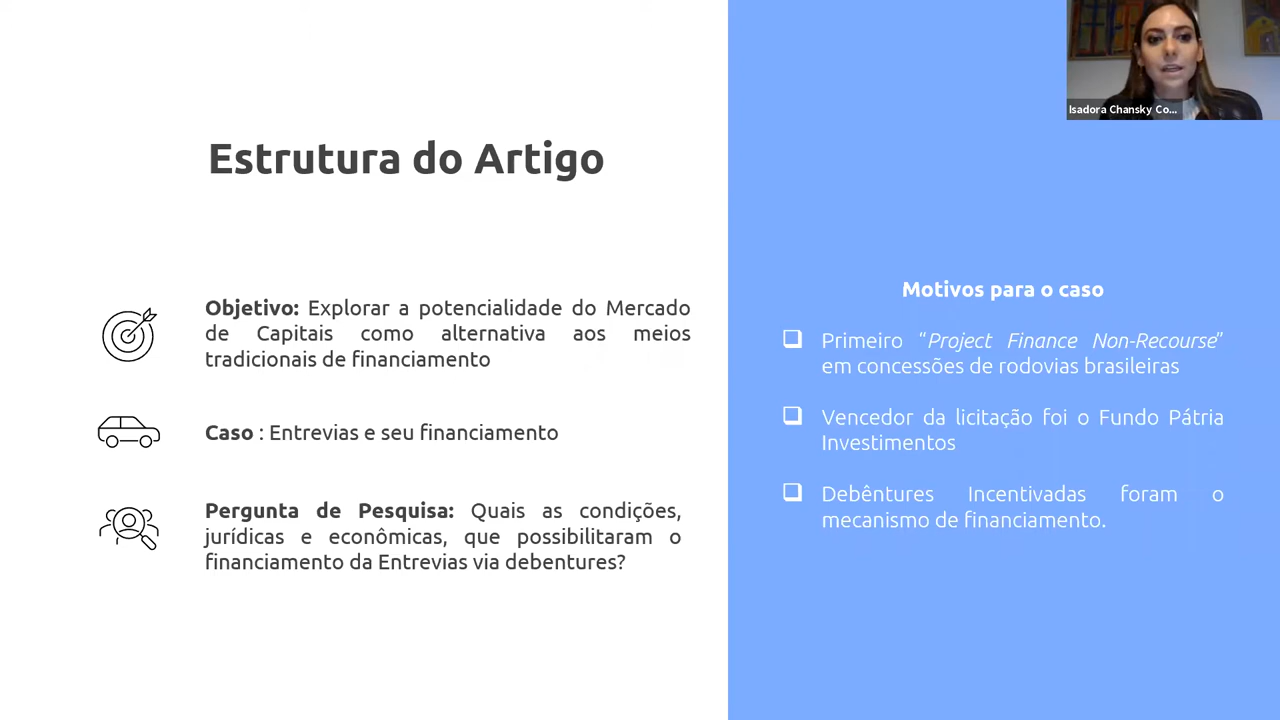 Isadora Chansky Co...
Estrutura do Artigo
Objetivo: Explorar a potencialidade do Mercado
de Capitais como alternativa aos meios
tradicionais de financiamento
Caso : Entrevias e seu financiamento
Pergunta de Pesquisa: Quais as condições,
jurídicas e econômicas, que possibilitaram o
financiamento da Entrevias via debentures?
Motivos para o caso
Primeiro “Project Finance Non-Recourse”
em concessões de rodovias brasileiras
Vencedor da licitação foi o Fundo Pátria
Investimentos
Debêntures Incentivadas foram o
mecanismo de financiamento.